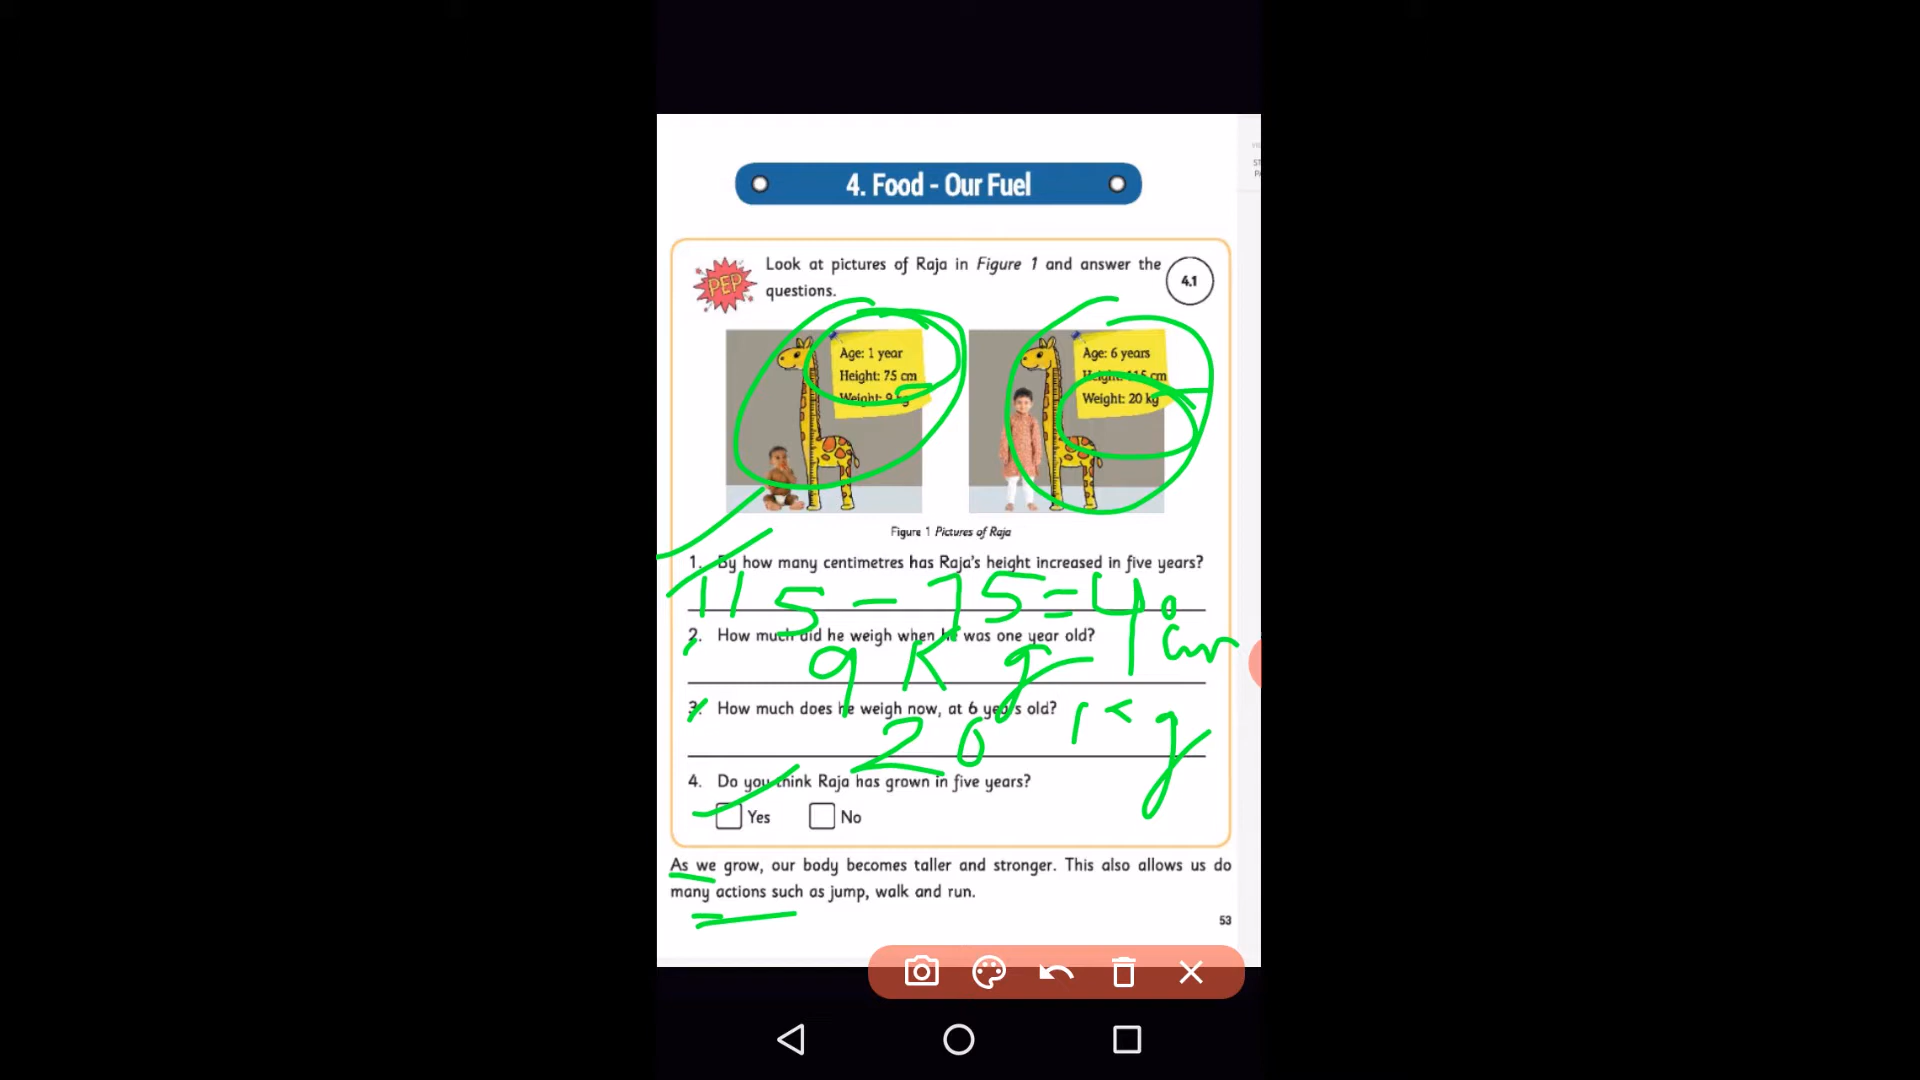 4. Food - Our Fuel
PEP
Look at pictures of Raja in Figure 1 and answer the
questions.
4.1
Age: 1 year
Height: 75 cm
Weight: 9 kg
Age: 6 years
Height: 115 cm
Weight: 20 kg
Figure 1 Pictures of Raja
1. By how many centimetres has Raja's height increased in five years?
115 - 75 = 40 cm
2. How much did he weigh when he was one year old?
9 Kg
3. How much does he weigh now, at 6 years old?
20 Kg
4. Do you think Raja has grown in five years?
Yes No
As we grow, our body becomes taller and stronger. This also allows us do
many actions such as jump, walk and run.
53